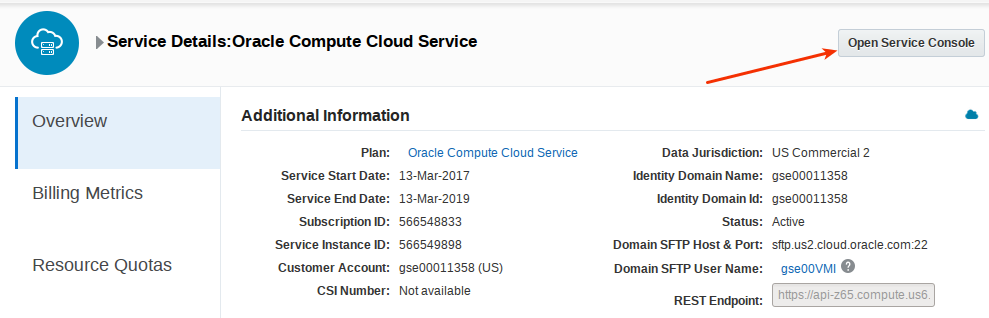 Service Details:Oracle Compute Cloud Service
Open Service Console
Overview
Billing Metrics
Resource Quotas
Additional Information
Plan: Oracle Compute Cloud Service
Service Start Date: 13-Mar-2017
Service End Date: 13-Mar-2019
Subscription ID: 566548833
Service Instance ID: 566549898
Customer Account: gse00011358 (US)
CSI Number: Not available
Data Jurisdiction: US Commercial 2
Identity Domain Name: gse00011358
Identity Domain Id: gse00011358
Status: Active
Domain SFTP Host & Port: sftp.us2.cloud.oracle.com:22
Domain SFTP User Name: gse00VMI ?
REST Endpoint: https://api-z65.compute.us6.